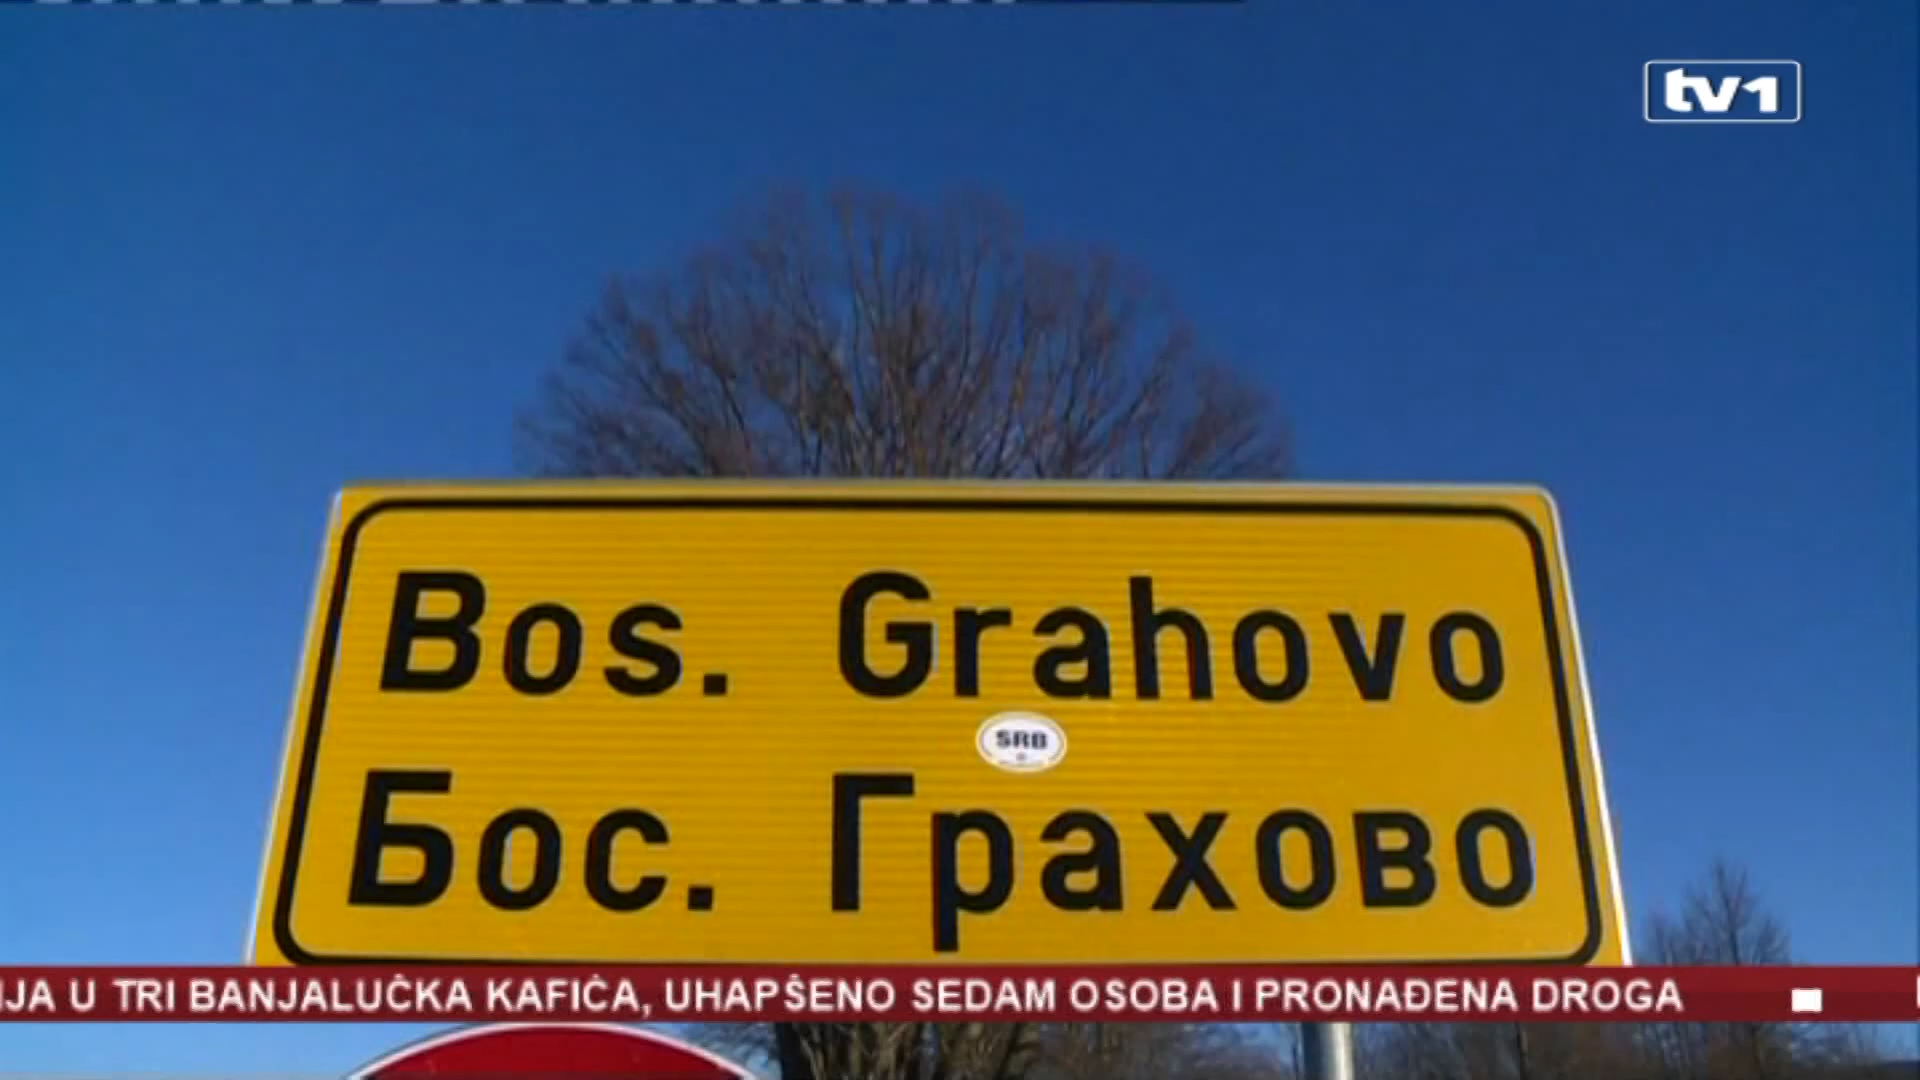 tv1
Bos. Grahovo
SRB
Бос. Грахово
JA U TRI BANJALUČKA KAFIĆA, UHAPŠENO SEDAM OSOBA I PRONAĐENA DROGA